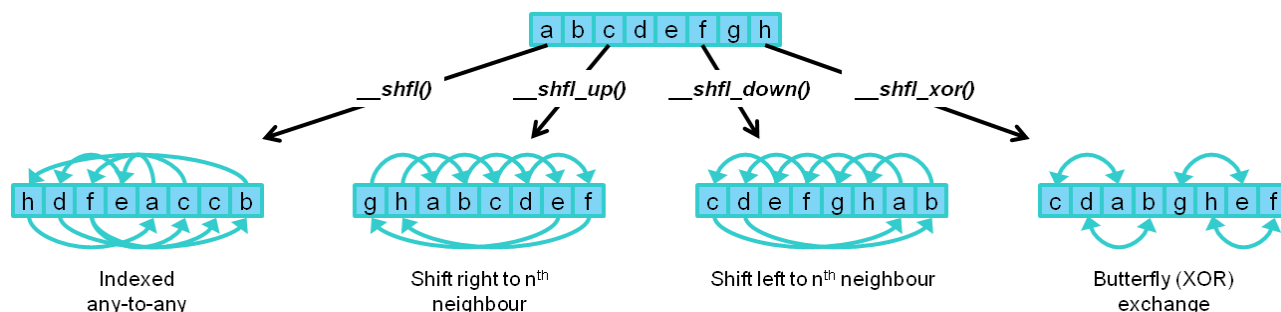 a b c d e f g h
__shfl() __shfl_up() __shfl_down() __shfl_xor()
h d f e a c c b
g h a b c d e f
c d e f g h a b
c d a b g h e f
Indexed
any-to-any
Shift right to nth
neighbour
Shift left to nth neighbour
Butterfly (XOR)
exchange